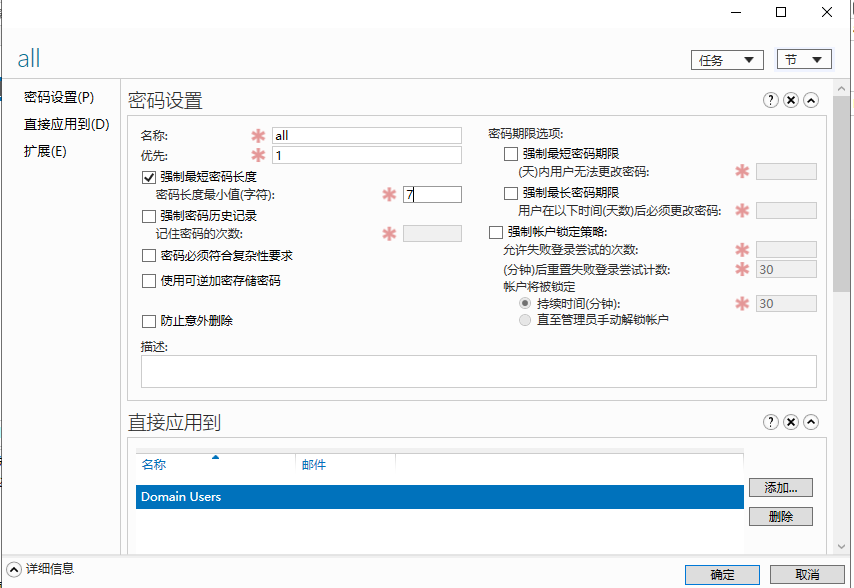 all
任务
节
密码设置(P)
直接应用到(D)
扩展(E)
密码设置
名称:
all
优先:
1
强制最短密码长度
密码长度最小值(字符):
7
强制密码历史记录
记住密码的次数:
密码必须符合复杂性要求
使用可逆加密存储密码
防止意外删除
密码期限选项:
强制最短密码期限
(天)内用户无法更改密码:
强制最长密码期限
用户在以下时间(天数)后必须更改密码:
强制帐户锁定策略:
允许失败登录尝试的次数:
(分钟)后重置失败登录尝试计数:
30
帐户将被锁定
持续时间(分钟):
30
直至管理员手动解锁帐户
描述:
直接应用到
名称
邮件
Domain Users
添加...
删除
详细信息
确定
取消